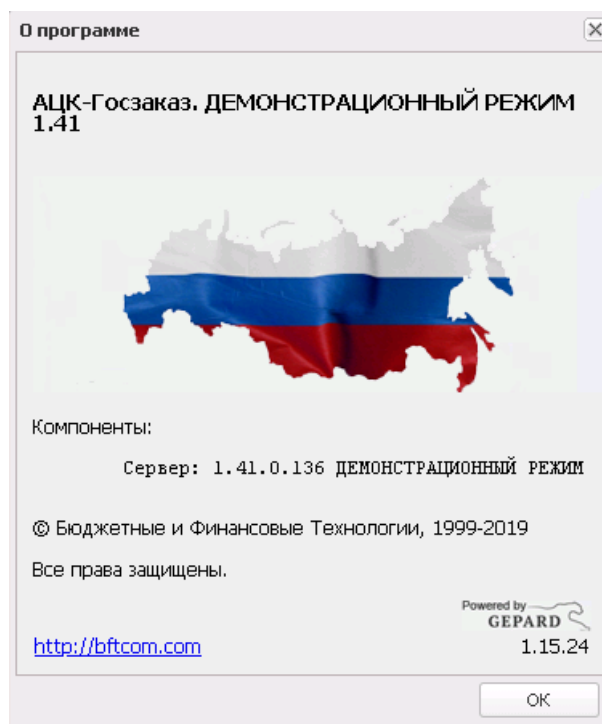 О программе
АЦК-Госзаказ. ДЕМОНСТРАЦИОННЫЙ РЕЖИМ
1.41
Компоненты:
Сервер: 1.41.0.136 ДЕМОНСТРАЦИОННЫЙ РЕЖИМ
© Бюджетные и Финансовые Технологии, 1999-2019
Все права защищены.
Powered by
GEPARD
http://bftcom.com
1.15.24
ОК